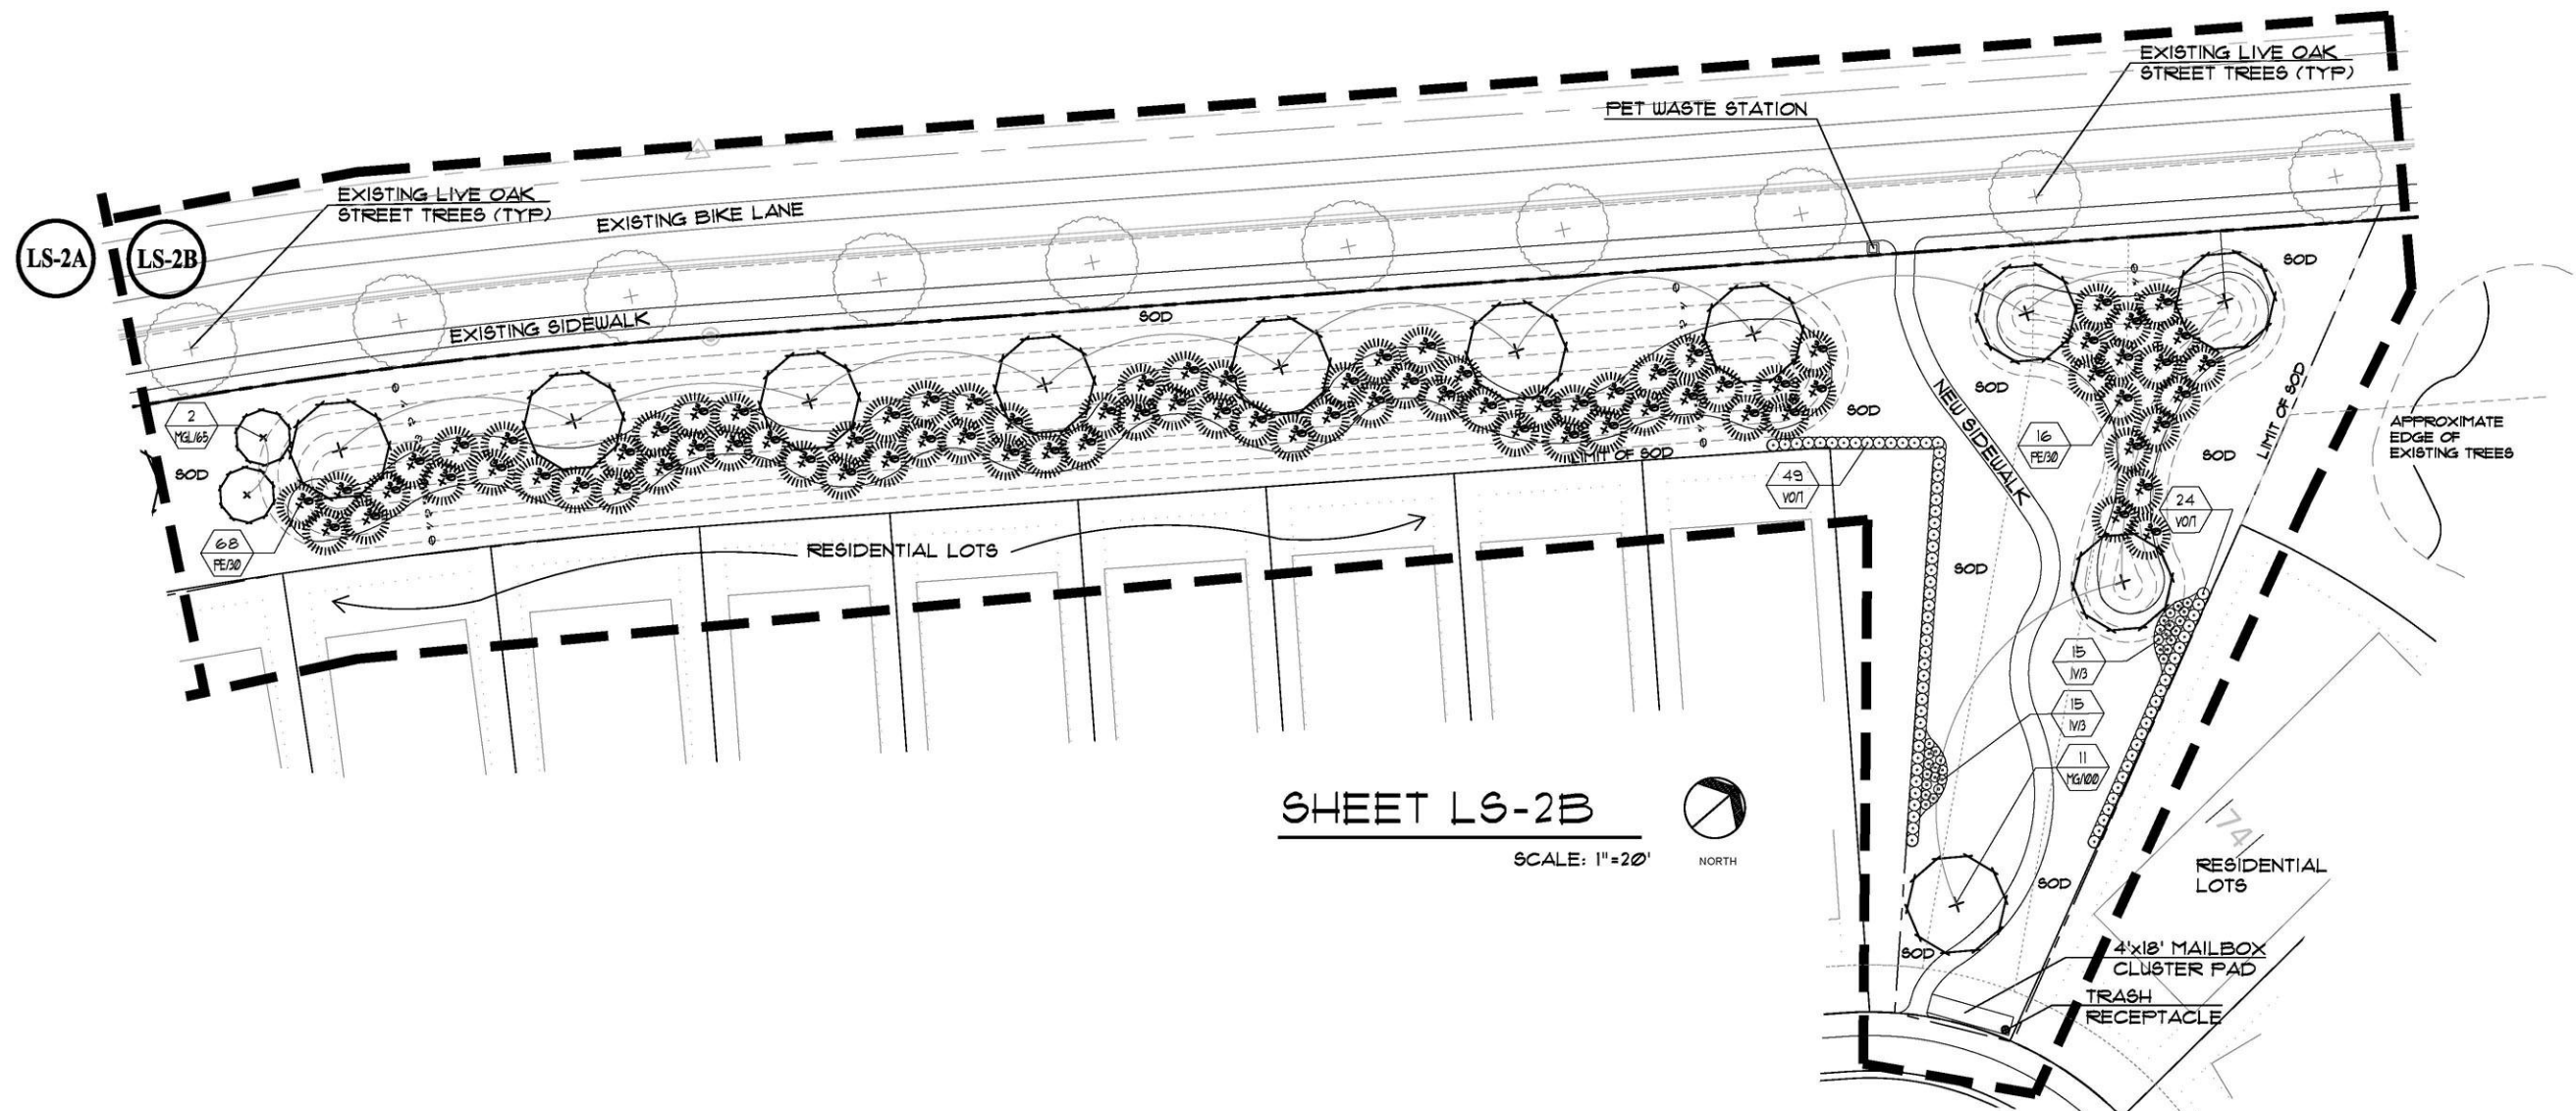 EXISTING LIVE OAK
STREET TREES (TYP)
PET WASTE STATION
EXISTING LIVE OAK
STREET TREES (TYP)
EXISTING BIKE LANE
LS-2A
LS-2B
EXISTING SIDEWALK
SOD
SOD
SOD
NEW SIDEWALK
LIMIT OF SOD
2
MGL/65
SOD
SOD
APPROXIMATE
EDGE OF
EXISTING TREES
16
PE/30
SOD
LIMIT OF SOD
49
VO/7
24
VO/7
68
PE/30
RESIDENTIAL LOTS
SOD
15
IV/3
15
IV/3
11
MG/100
SHEET LS-2B
SCALE: 1"=20'
NORTH
74
RESIDENTIAL
LOTS
SOD
SOD
4'x18' MAILBOX
CLUSTER PAD
TRASH
RECEPTACLE